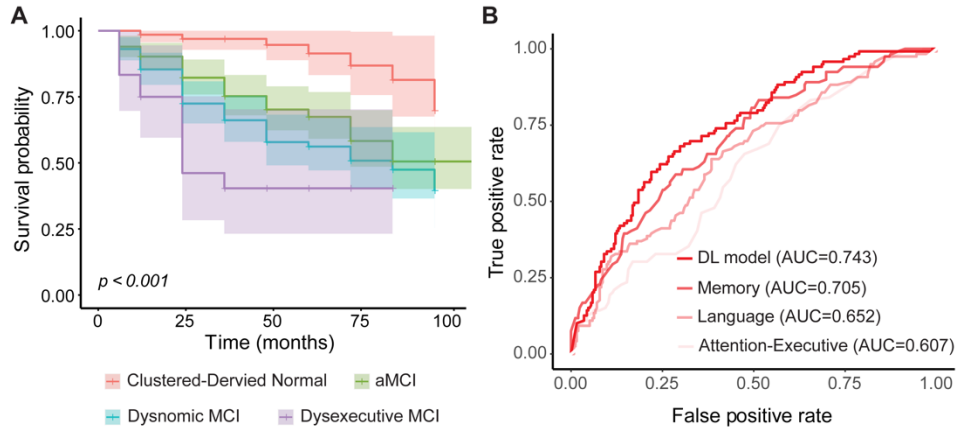 A
1.00
0.75
0.50
0.25
0.00
Survival probability
p < 0.001
0
25
50
75
100
Time (months)
Clustered-Dervied Normal
aMCI
Dysnomic MCI
Dysexecutive MCI
B
1.00
0.75
0.50
0.25
0.00
True positive rate
DL model (AUC=0.743)
Memory (AUC=0.705)
Language (AUC=0.652)
Attention-Executive (AUC=0.607)
0.00
0.25
0.50
0.75
1.00
False positive rate